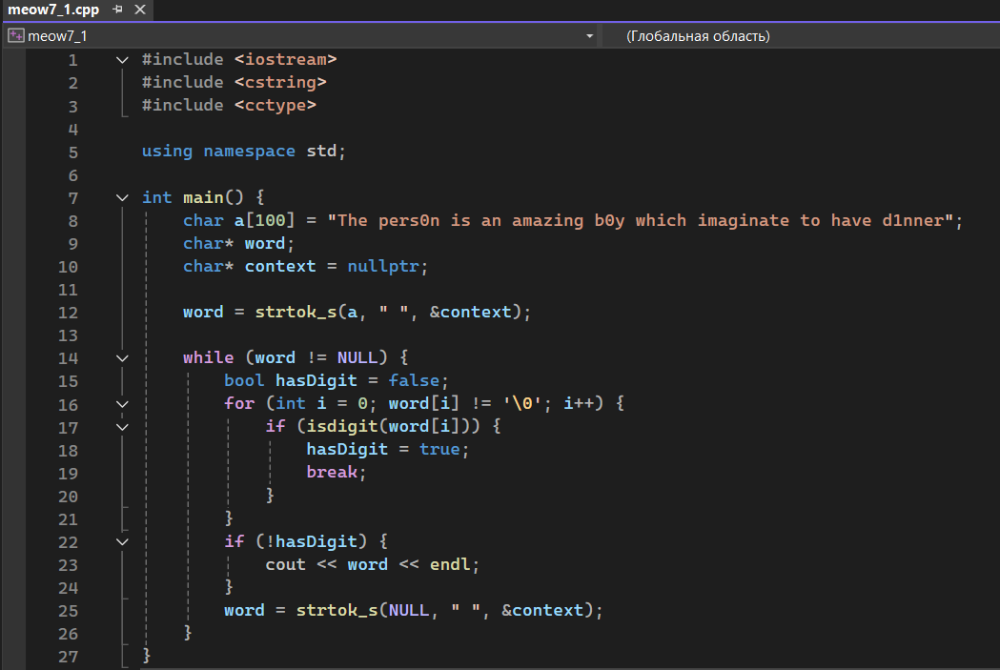 meow7_1.cpp
meow7_1 (Глобальная область)
1 #include <iostream>
2 #include <cstring>
3 #include <cctype>
4
5 using namespace std;
6
7 int main() {
8     char a[100] = "The pers0n is an amazing b0y which imaginate to have d1nner";
9     char* word;
10     char* context = nullptr;
11
12     word = strtok_s(a, " ", &context);
13
14     while (word != NULL) {
15         bool hasDigit = false;
16         for (int i = 0; word[i] != '\0'; i++) {
17             if (isdigit(word[i])) {
18                 hasDigit = true;
19                 break;
20             }
21         }
22         if (!hasDigit) {
23             cout << word << endl;
24         }
25         word = strtok_s(NULL, " ", &context);
26     }
27 }